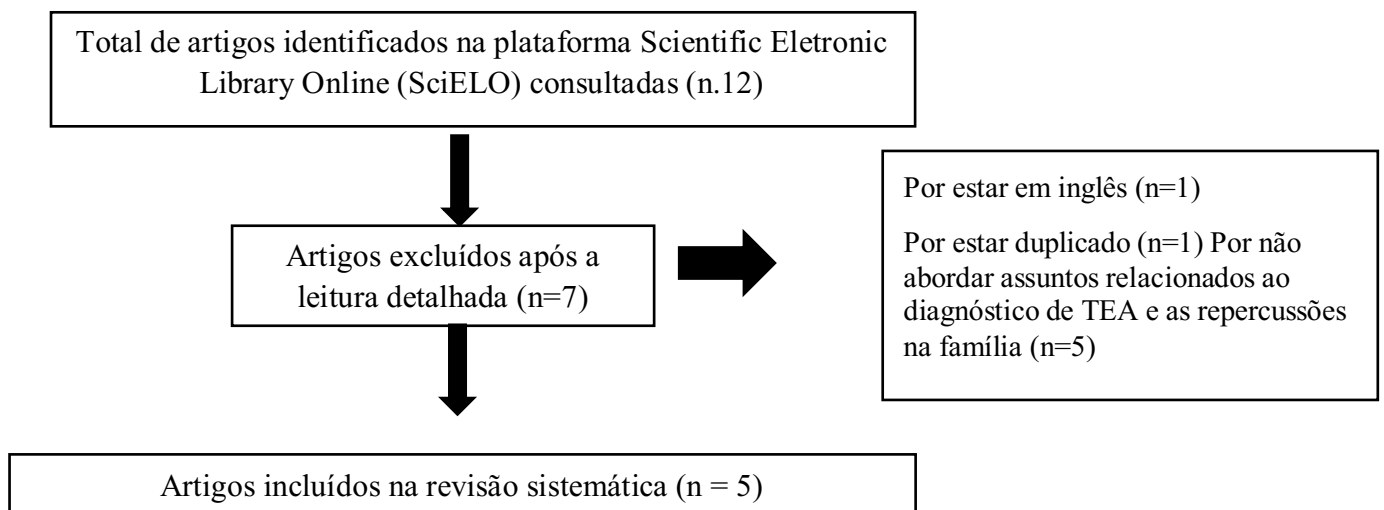 Total de artigos identificados na plataforma Scientific Eletronic
Library Online (SciELO) consultadas (n.12)
Artigos excluídos após a
leitura detalhada (n=7)
Por estar em inglês (n=1)
Por estar duplicado (n=1) Por não
abordar assuntos relacionados ao
diagnóstico de TEA e as repercussões
na família (n=5)
Artigos incluídos na revisão sistemática (n = 5)